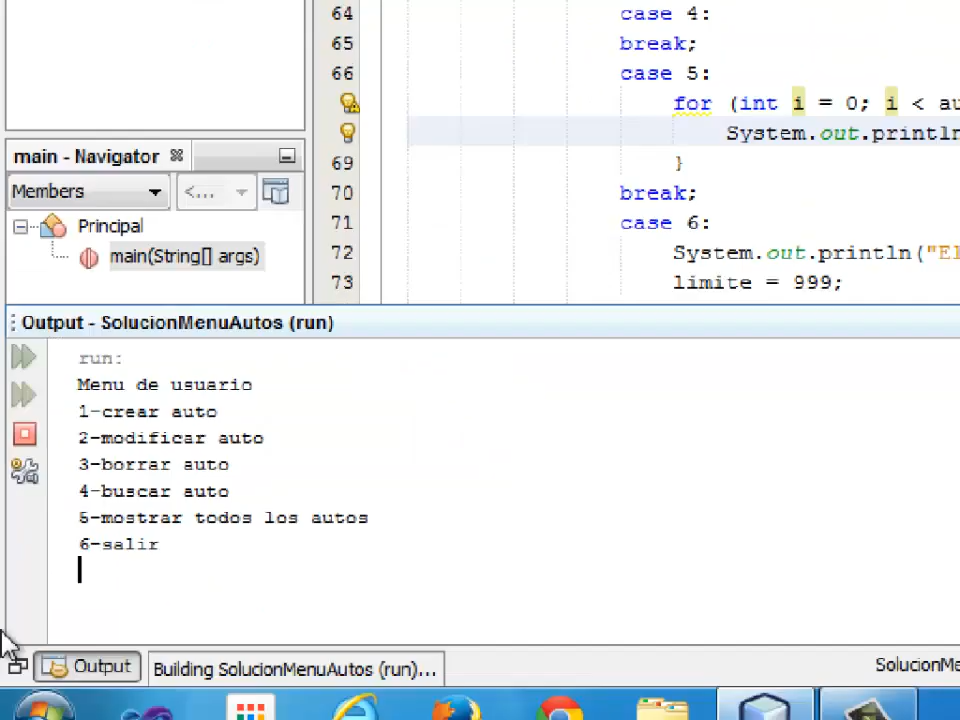 64 case 4:
65 break;
66 case 5:
for (int i = 0; i < au
System.out.println
69 }
70 break;
71 case 6:
72 System.out.println("El
73 limite = 999;
main - Navigator
Members
<...
Principal
main(String[] args)
Output - SolucionMenuAutos (run)
run:
Menu de usuario
1-crear auto
2-modificar auto
3-borrar auto
4-buscar auto
5-mostrar todos los autos
6-salir
Output
Building SolucionMenuAutos (run)...
SolucionMe